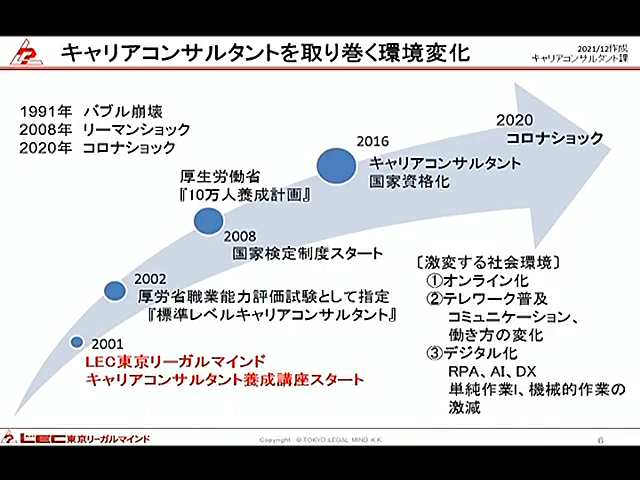 キャリアコンサルタントを取り巻く環境変化
2021/12作成
キャリアコンサルタント課
1991年 バブル崩壊
2008年 リーマンショック
2020年 コロナショック
2020
コロナショック
2016
キャリアコンサルタント
国家資格化
厚生労働省
『10万人養成計画』
2008
国家検定制度スタート
2002
厚労省職業能力評価試験として指定
『標準レベルキャリアコンサルタント』
2001
LEC東京リーガルマインド
キャリアコンサルタント養成講座スタート
〔激変する社会環境〕
①オンライン化
②テレワーク普及
コミュニケーション、
働き方の変化
③デジタル化
RPA、AI、DX
単純作業l、機械的作業の
激減
LEC東京リーガルマインド
Copyright © TOKYO LEGAL MIND K.K.
6